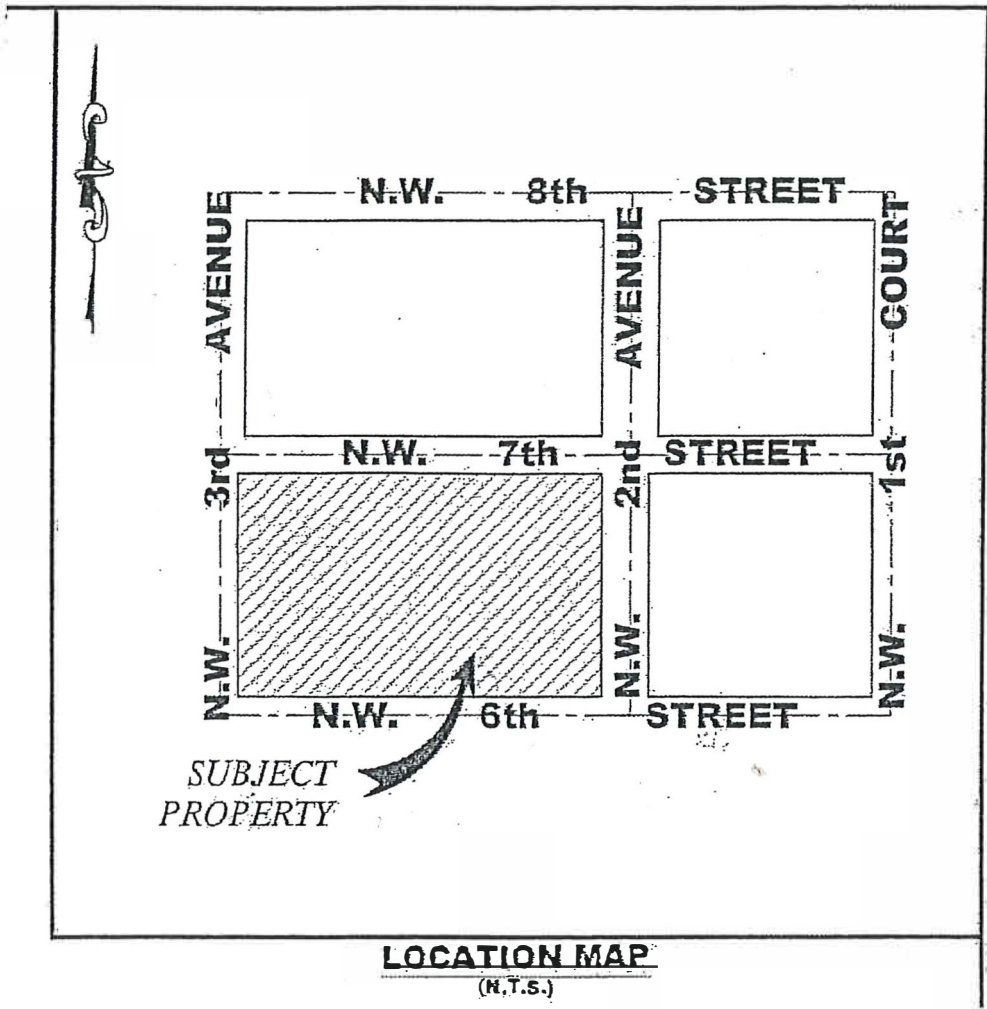 N.W. 8th STREET
N.W. 3rd AVENUE
N.W. 2nd AVENUE
N.W. 1st COURT
N.W. 7th STREET
N.W. 6th STREET
SUBJECT
PROPERTY
LOCATION MAP
(N.T.S.)